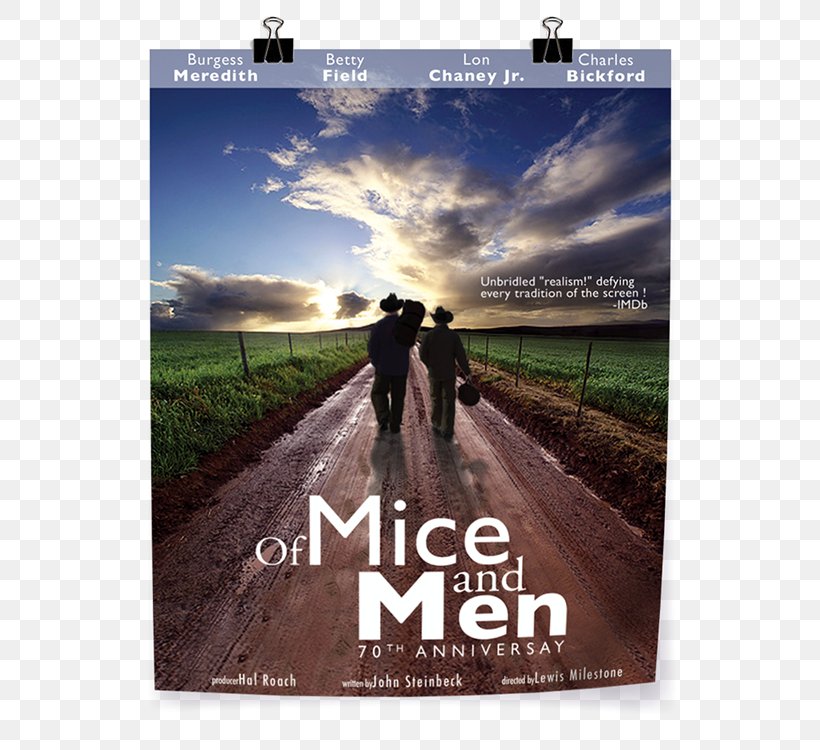 Burgess Betty Lon Charles
Meredith Field Chaney Jr. Bickford
Unbridled "realism!" defying
every tradition of the screen !
-IMDb
Of Mice
and
Men
70TH ANNIVERSAY
producer Hal Roach written by John Steinbeck directed by Lewis Milestone